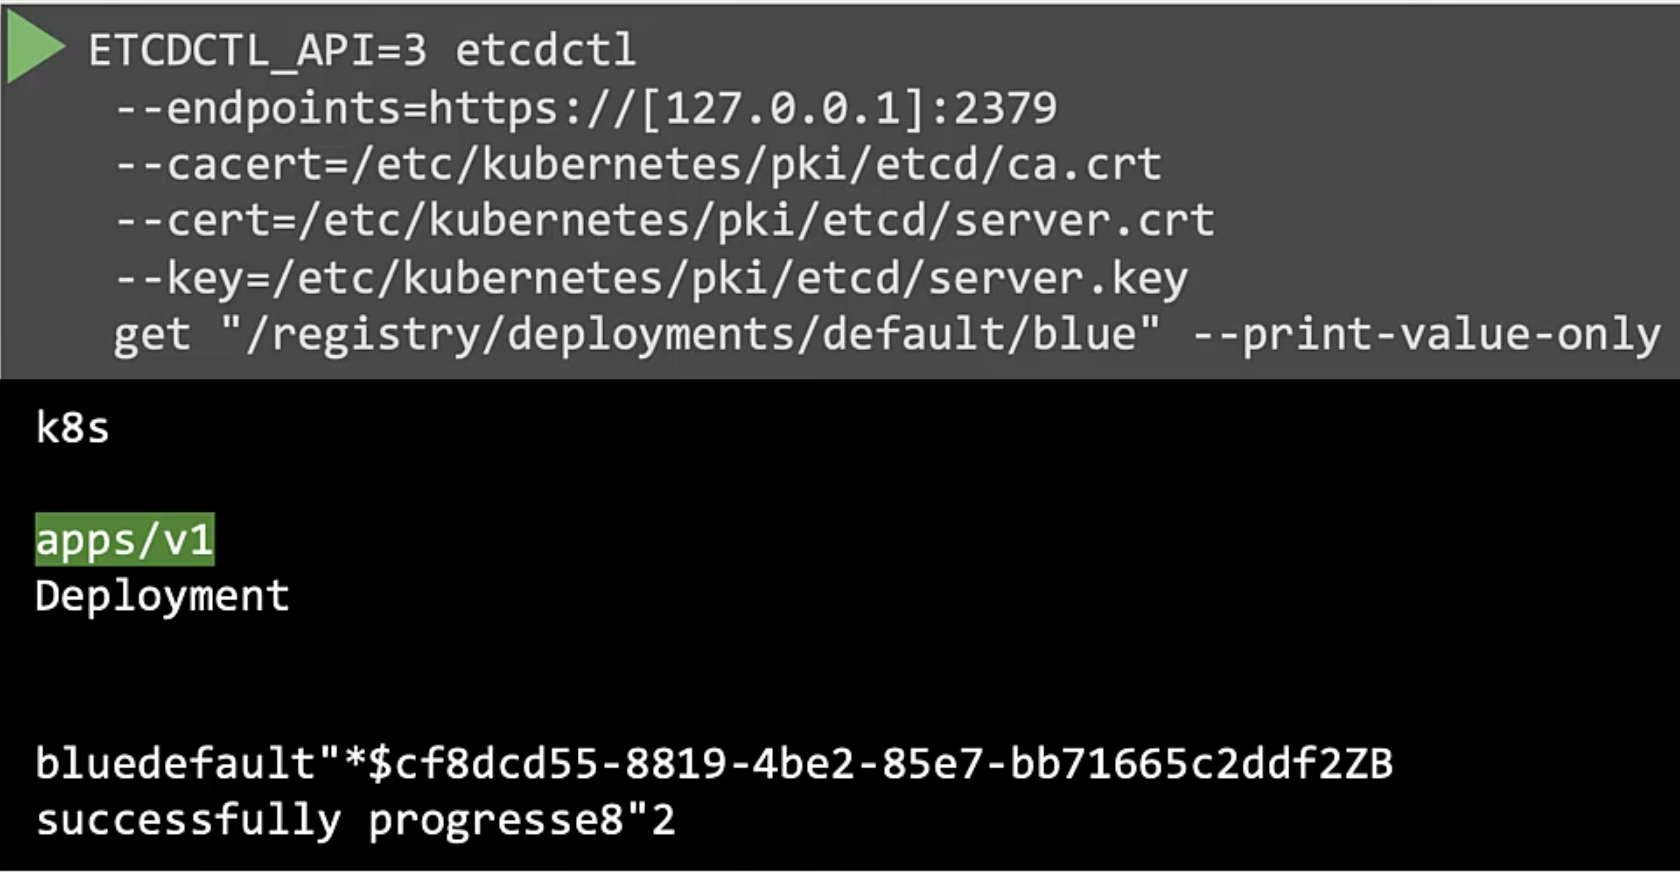 ETCDCTL_API=3 etcdctl
--endpoints=https://[127.0.0.1]:2379
--cacert=/etc/kubernetes/pki/etcd/ca.crt
--cert=/etc/kubernetes/pki/etcd/server.crt
--key=/etc/kubernetes/pki/etcd/server.key
get "/registry/deployments/default/blue" --print-value-only
k8s
apps/v1
Deployment
bluedefault"*$cf8dcd55-8819-4be2-85e7-bb71665c2ddf2ZB
successfully progresse8"2